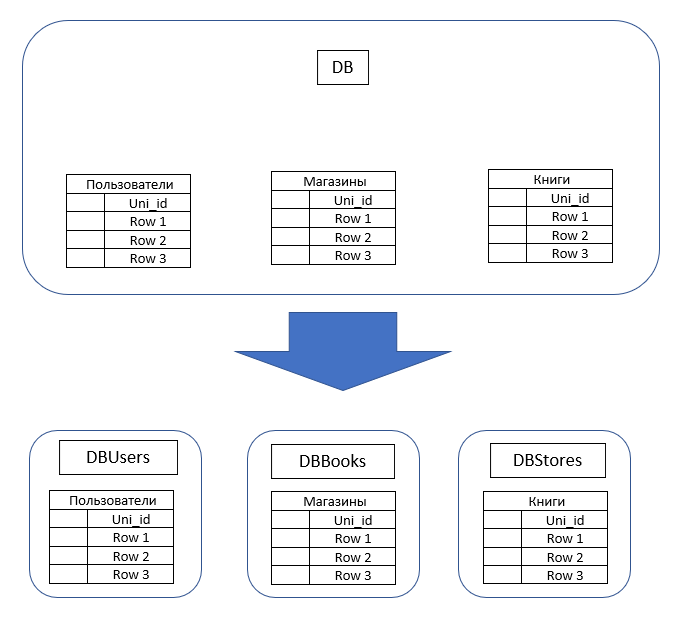 DB
Пользователи
Uni_id
Row 1
Row 2
Row 3
Магазины
Uni_id
Row 1
Row 2
Row 3
Книги
Uni_id
Row 1
Row 2
Row 3
DBUsers
Пользователи
Uni_id
Row 1
Row 2
Row 3
DBBooks
Магазины
Uni_id
Row 1
Row 2
Row 3
DBStores
Книги
Uni_id
Row 1
Row 2
Row 3